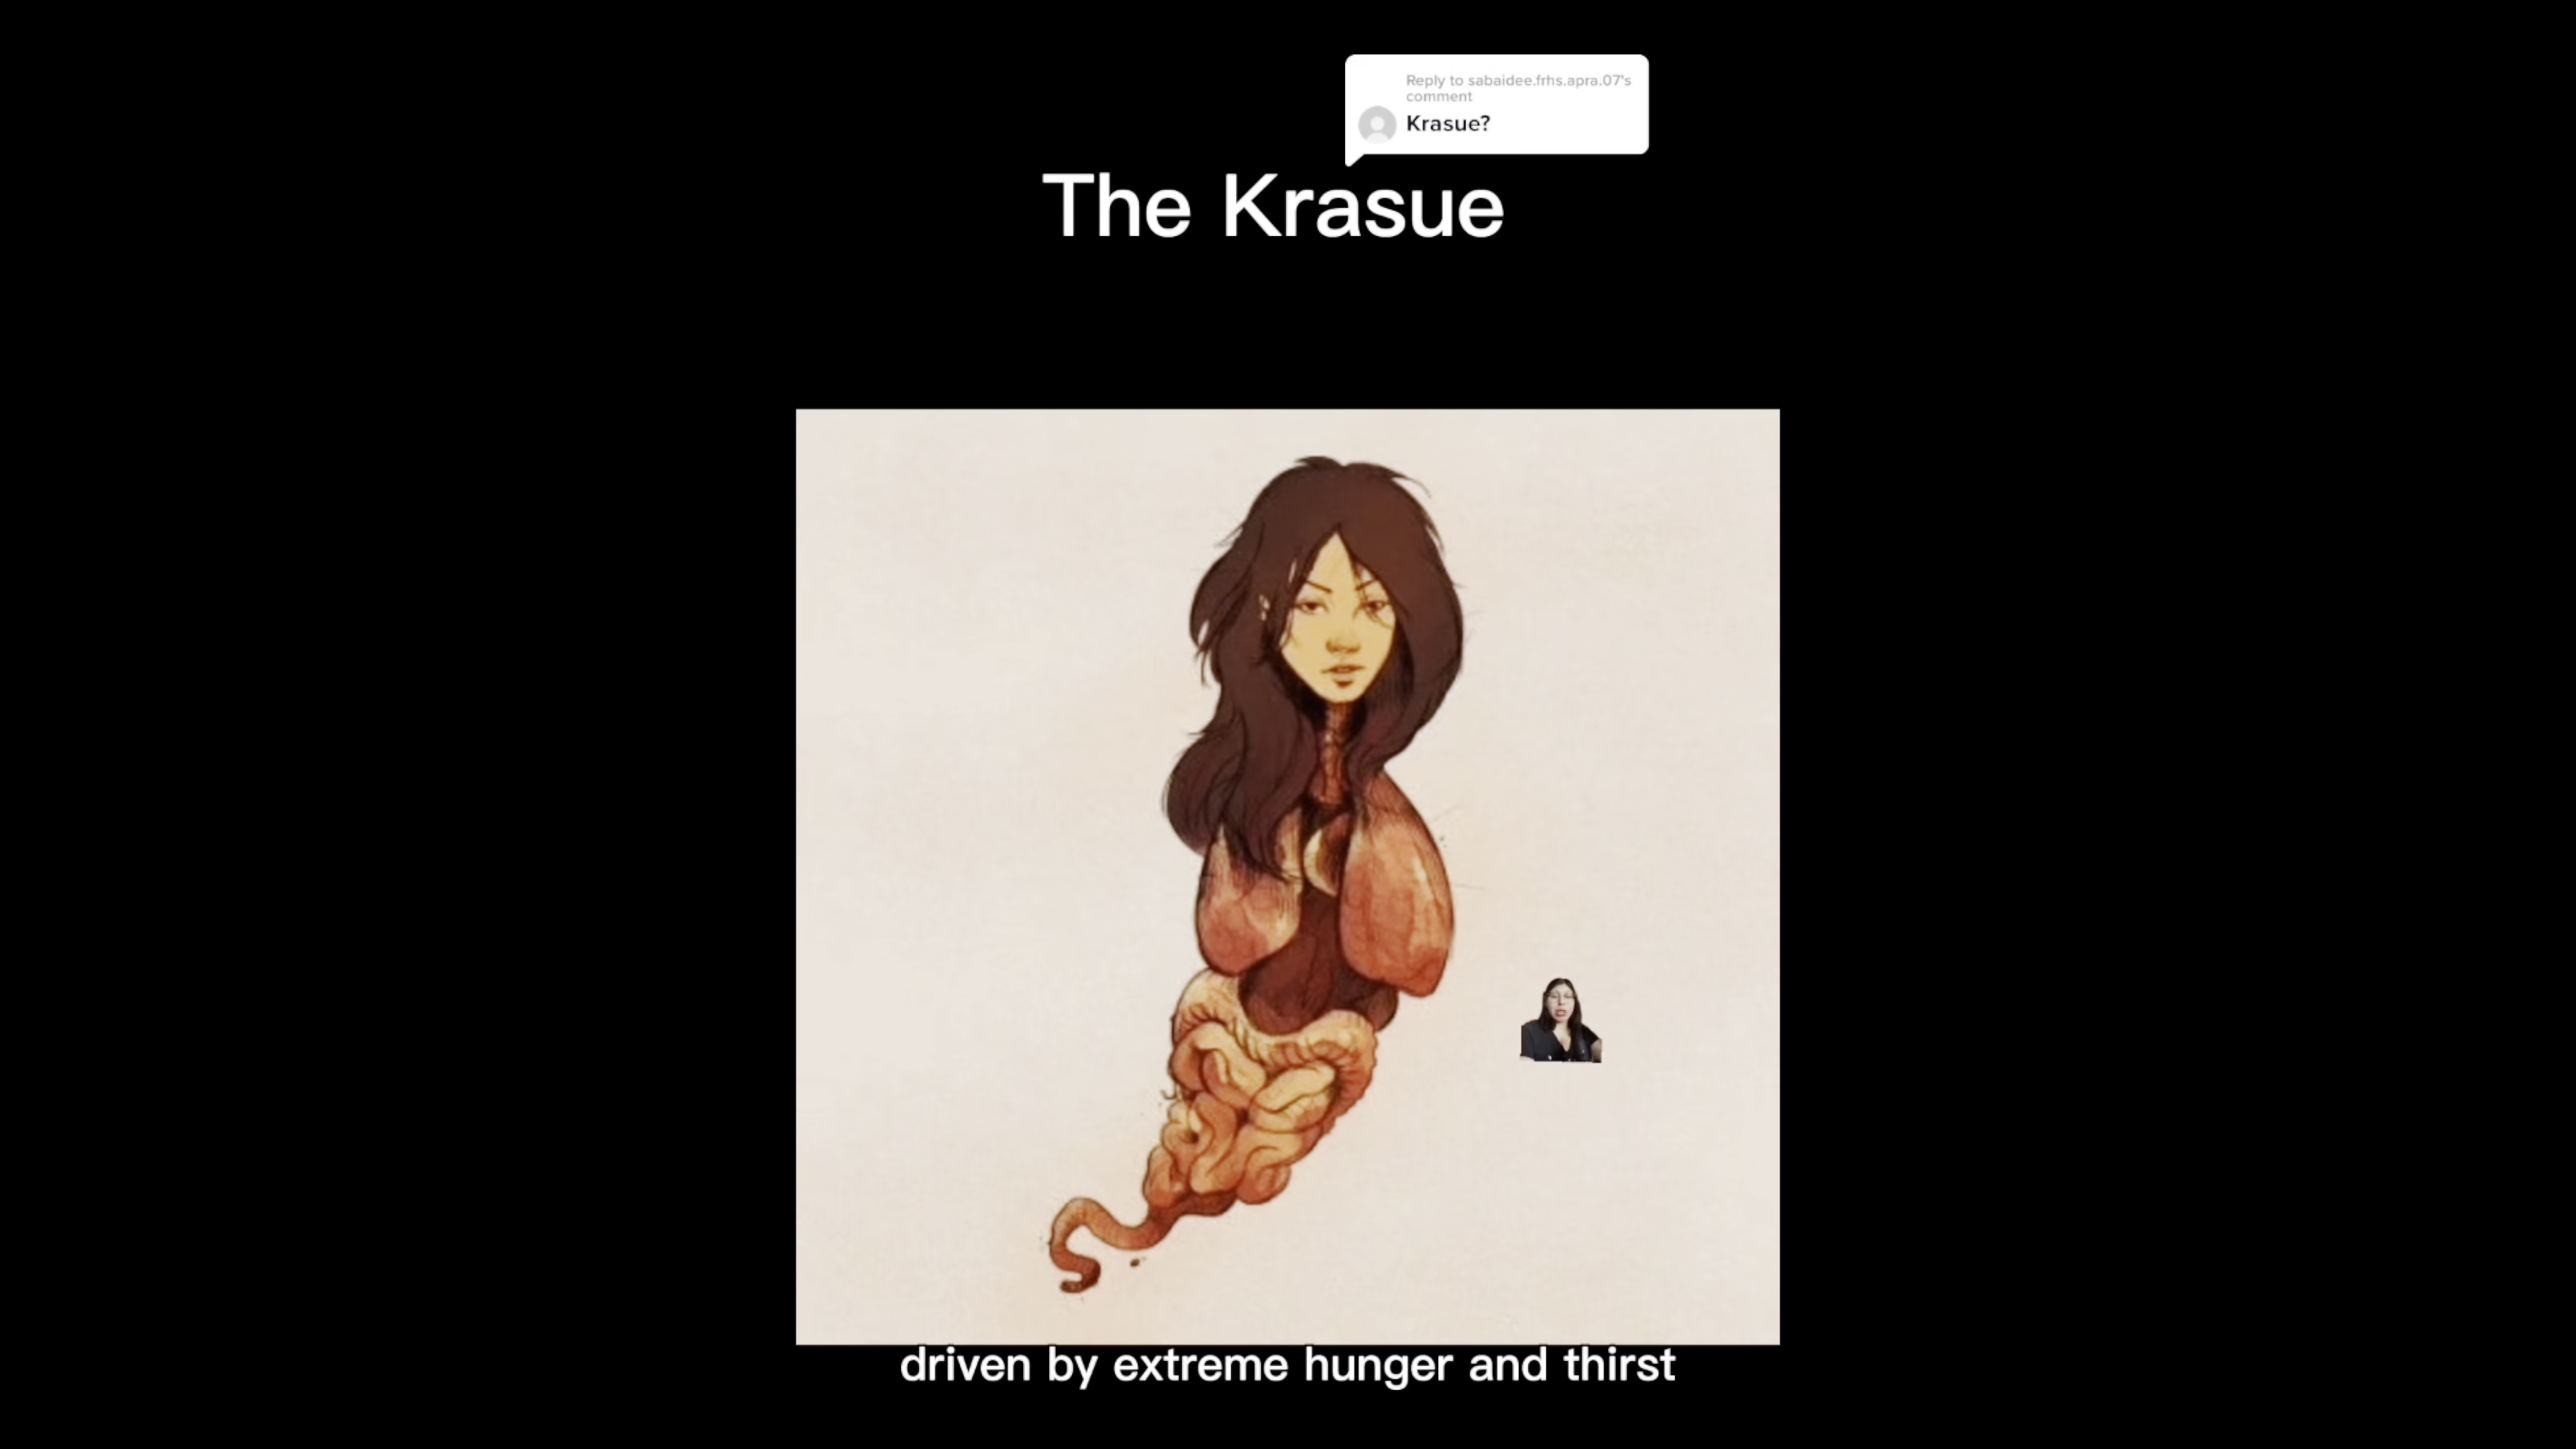 Reply to sabaidee.frhs.apra.07's
comment
Krasue?
The Krasue
driven by extreme hunger and thirst